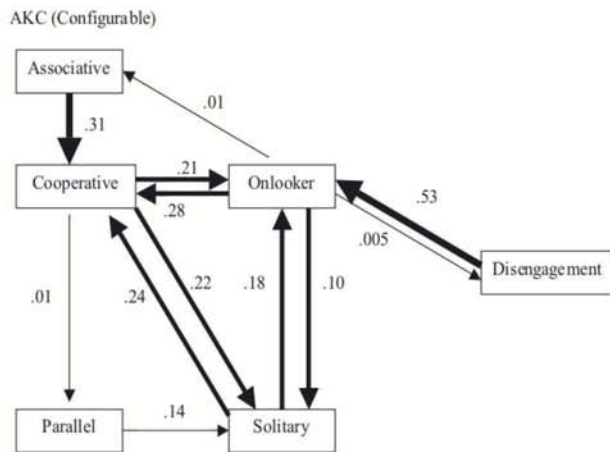 AKC (Configurable)
Associative
.01
.31
Cooperative
.21
Onlooker
.28
.53
.005
Disengagement
.01
.24
.22
.18
.10
Parallel
.14
Solitary